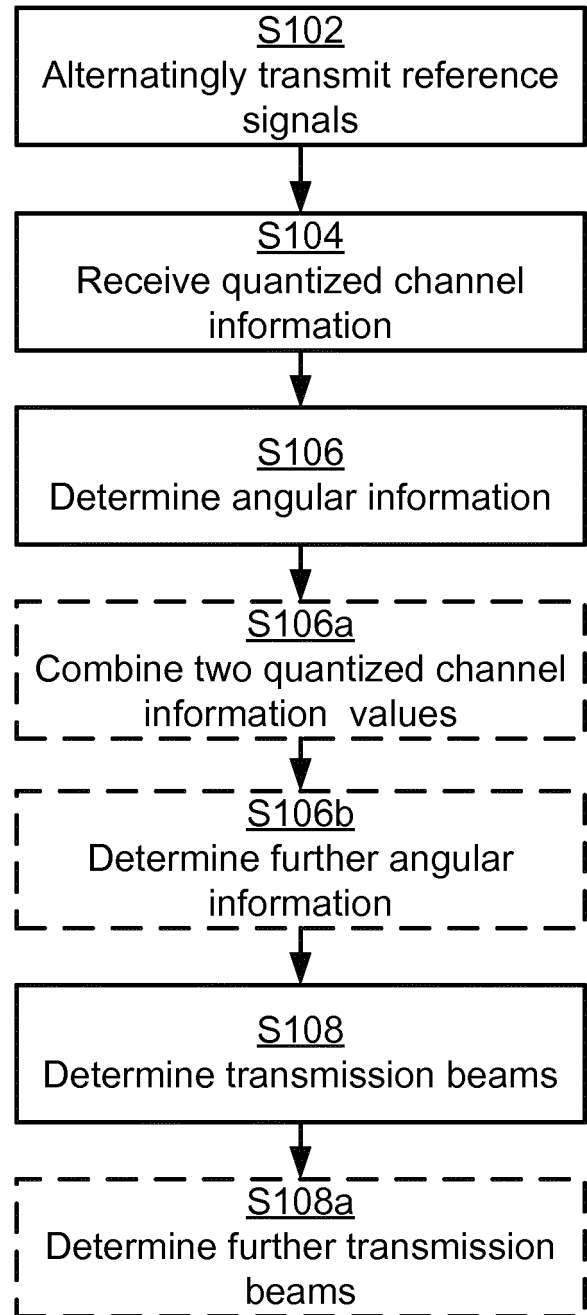 S102
Alternatingly transmit reference
signals
S104
Receive quantized channel
information
S106
Determine angular information
S106a
Combine two quantized channel
information values
S106b
Determine further angular
information
S108
Determine transmission beams
S108a
Determine further transmission
beams